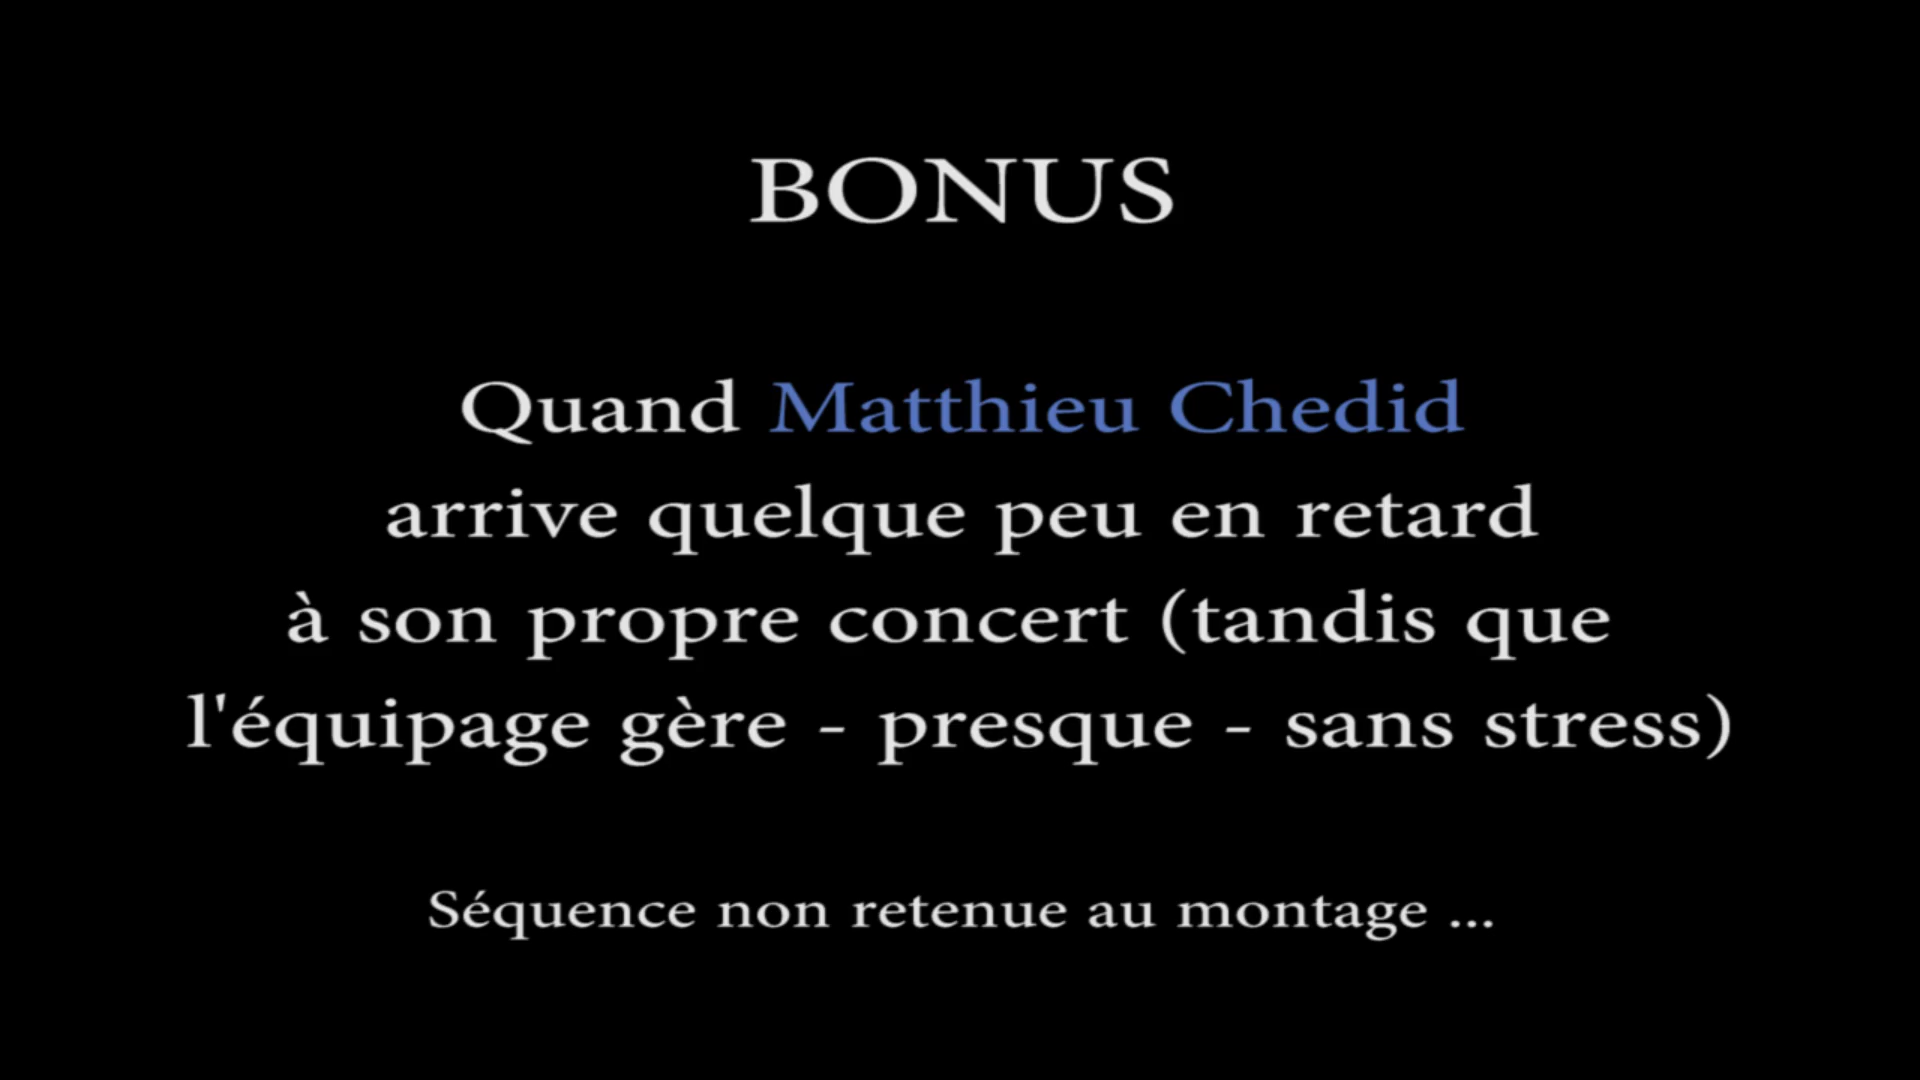 BONUS
Quand Matthieu Chedid
arrive quelque peu en retard
à son propre concert (tandis que
l'équipage gère - presque - sans stress)
Séquence non retenue au montage ...